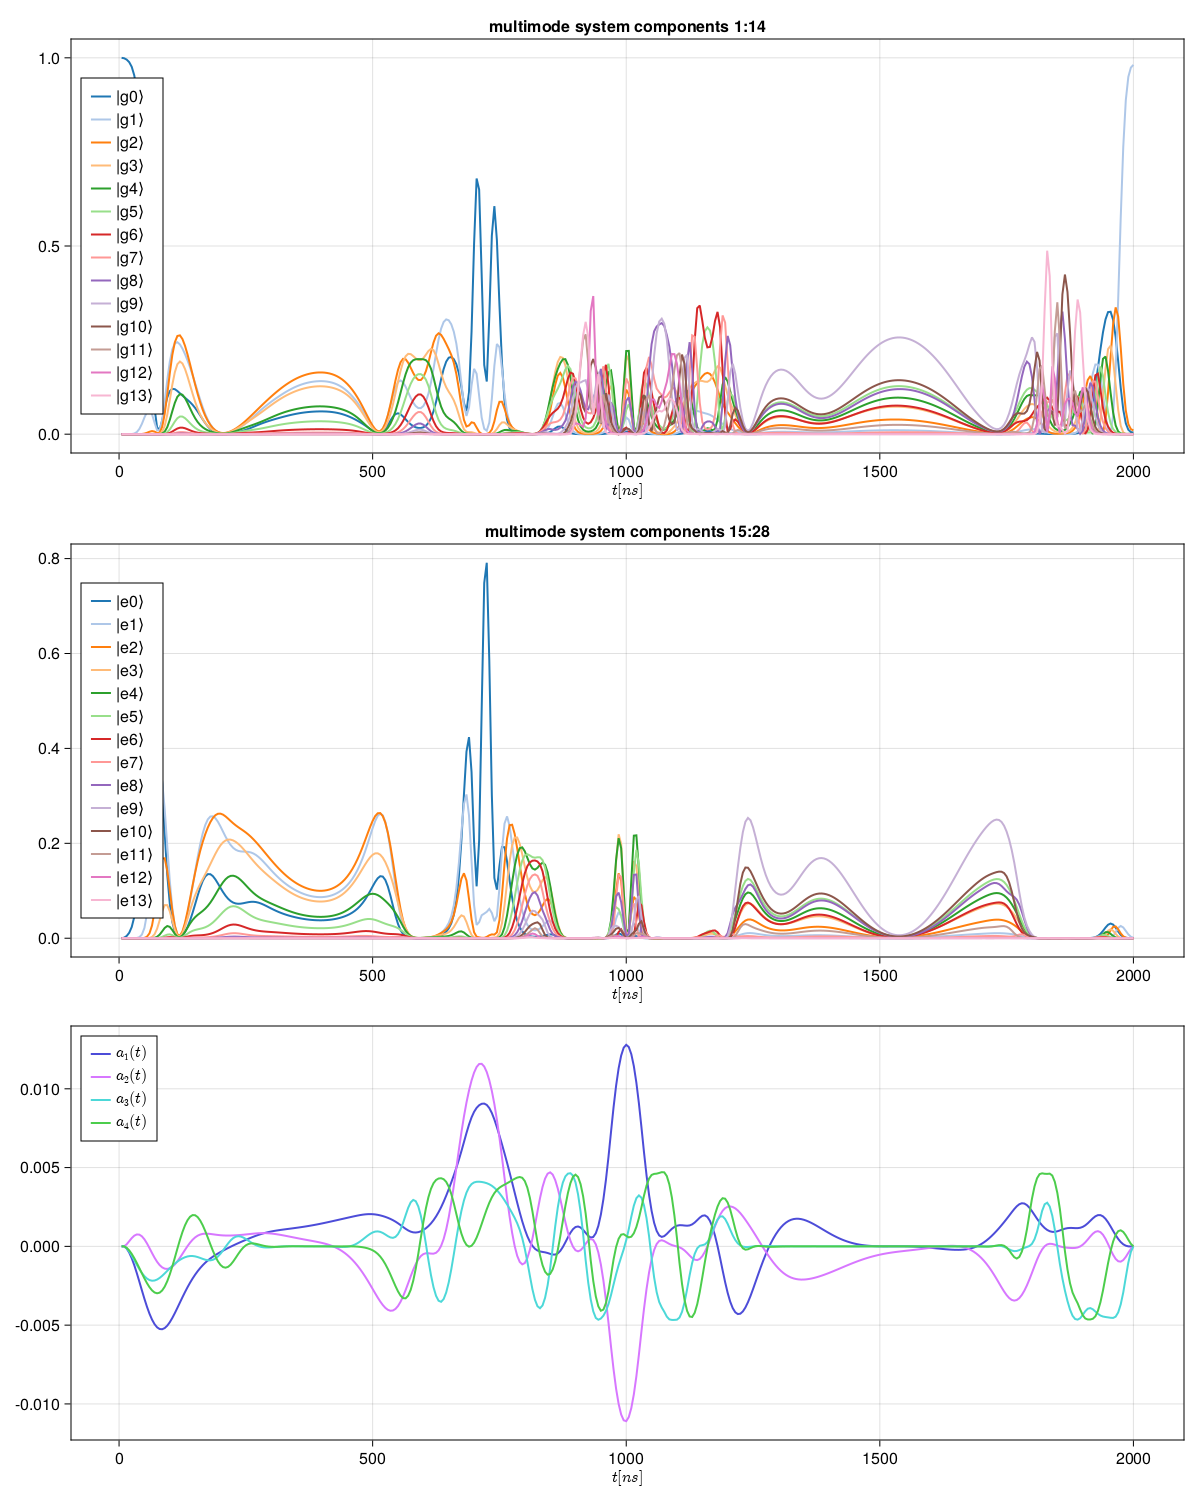 multimode system components 1:14
1.0
0.5
0.0
|g0⟩
|g1⟩
|g2⟩
|g3⟩
|g4⟩
|g5⟩
|g6⟩
|g7⟩
|g8⟩
|g9⟩
|g10⟩
|g11⟩
|g12⟩
|g13⟩
0 500 1000 1500 2000
t[ns]
multimode system components 15:28
0.8
0.6
0.4
0.2
0.0
|e0⟩
|e1⟩
|e2⟩
|e3⟩
|e4⟩
|e5⟩
|e6⟩
|e7⟩
|e8⟩
|e9⟩
|e10⟩
|e11⟩
|e12⟩
|e13⟩
0 500 1000 1500 2000
t[ns]
0.010
0.005
0.000
-0.005
-0.010
a₁(t)
a₂(t)
a₃(t)
a₄(t)
0 500 1000 1500 2000
t[ns]